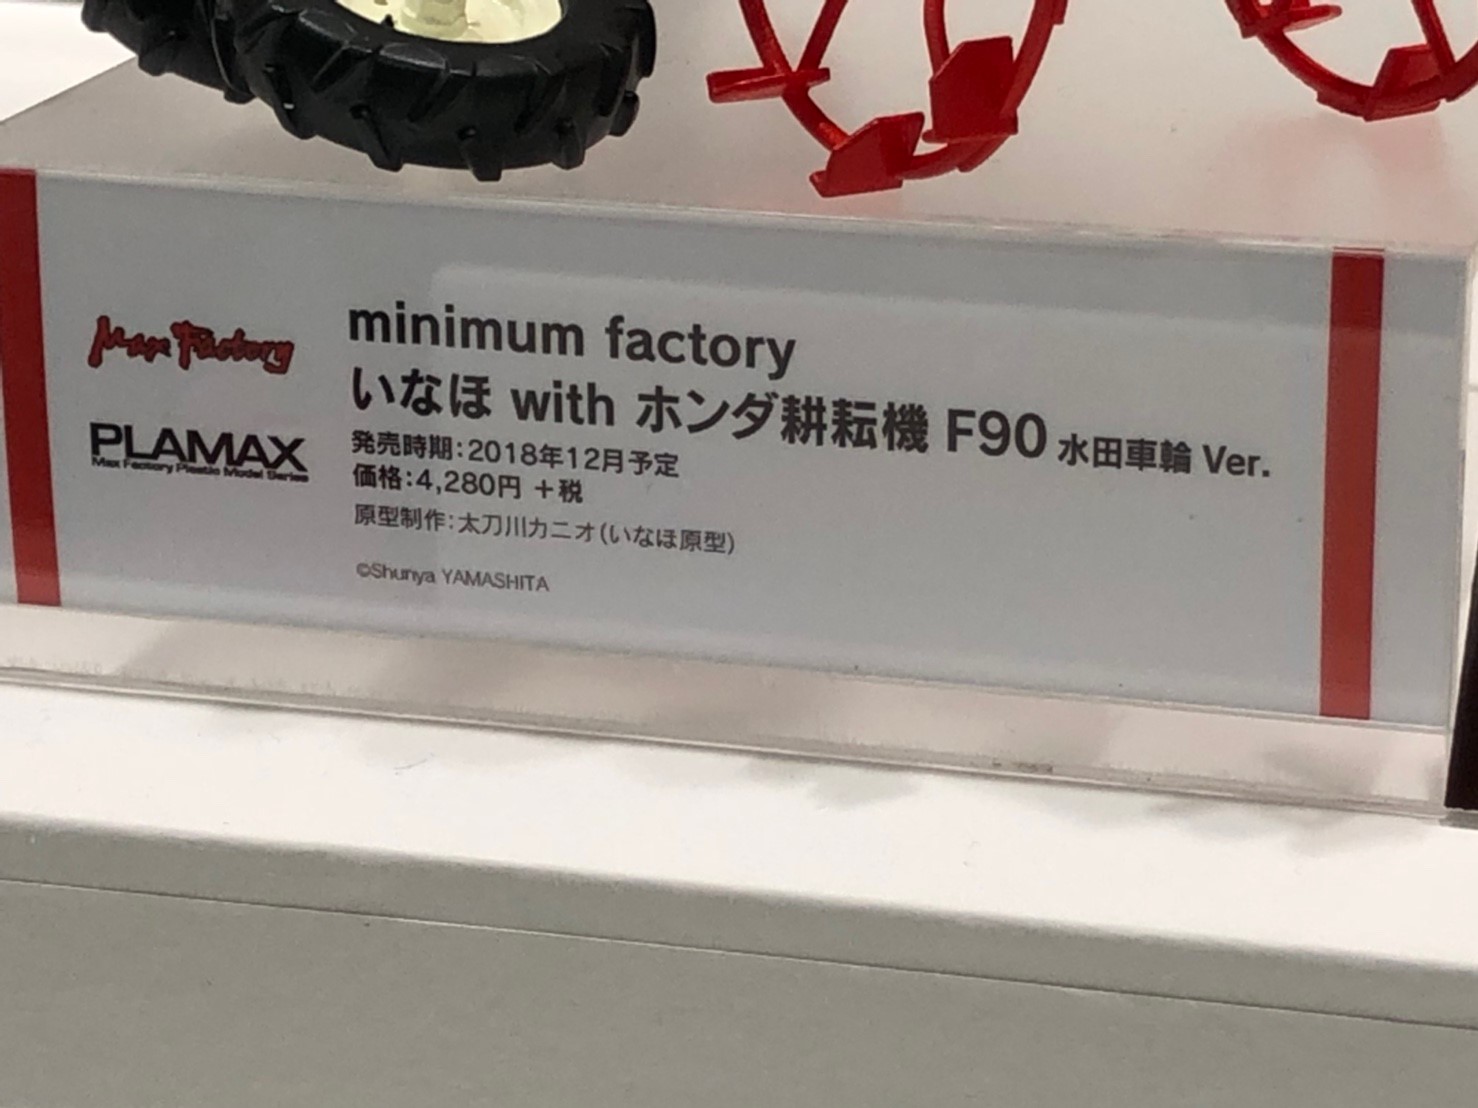 Max Factory
PLAMAX
Max Factory Plastic Model Series
minimum factory
いなほ with ホンダ耕耘機 F90 水田車輪 Ver.
発売時期:2018年12月予定
価格:4,280円 +税
原型制作:太刀川カニオ(いなほ原型)
©Shunya YAMASHITA